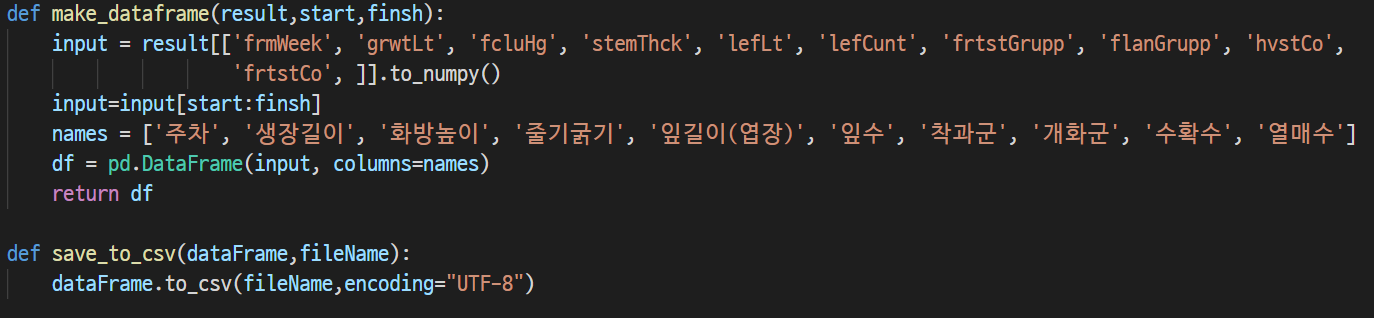 def make_dataframe(result,start,finsh):
    input = result[['frmWeek', 'grwtLt', 'fcluHg', 'stemThck', 'lefLt', 'lefCunt', 'frtstGrupp', 'flanGrupp', 'hvstCo',
                'frtstCo', ]].to_numpy()
    input=input[start:finsh]
    names = ['주차', '생장길이', '화방높이', '줄기굵기', '잎길이(엽장)', '잎수', '착과군', '개화군', '수확수', '열매수']
    df = pd.DataFrame(input, columns=names)
    return df
def save_to_csv(dataFrame,fileName):
    dataFrame.to_csv(fileName,encoding="UTF-8")